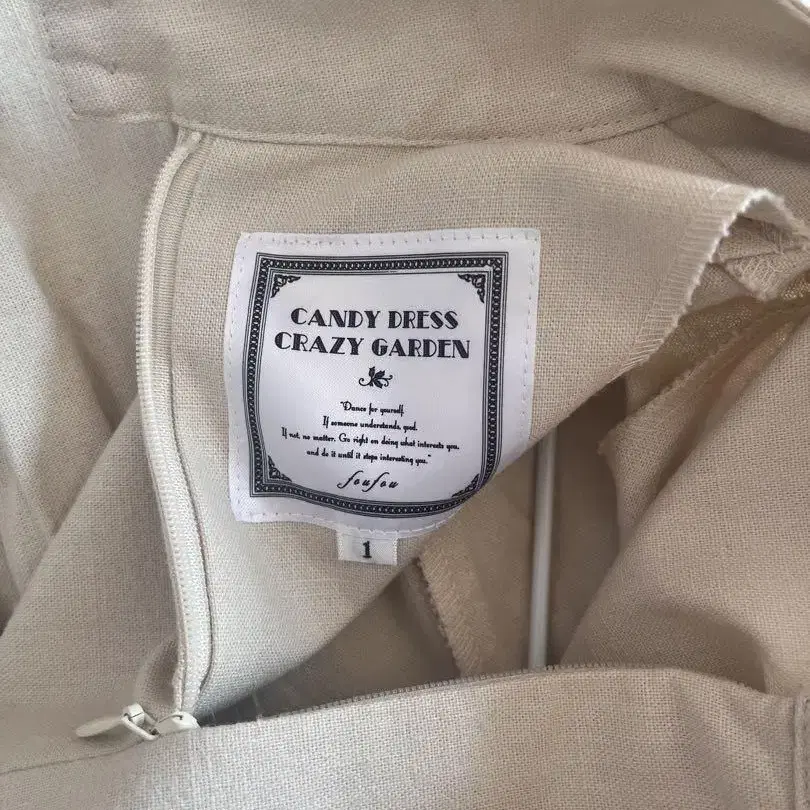 CANDY DRESS
CRAZY GARDEN
"Dance for yourself.
If someone understands, good.
If not, no matter. Go right on doing what interests you,
and do it until it stops interesting you."
foufou
1